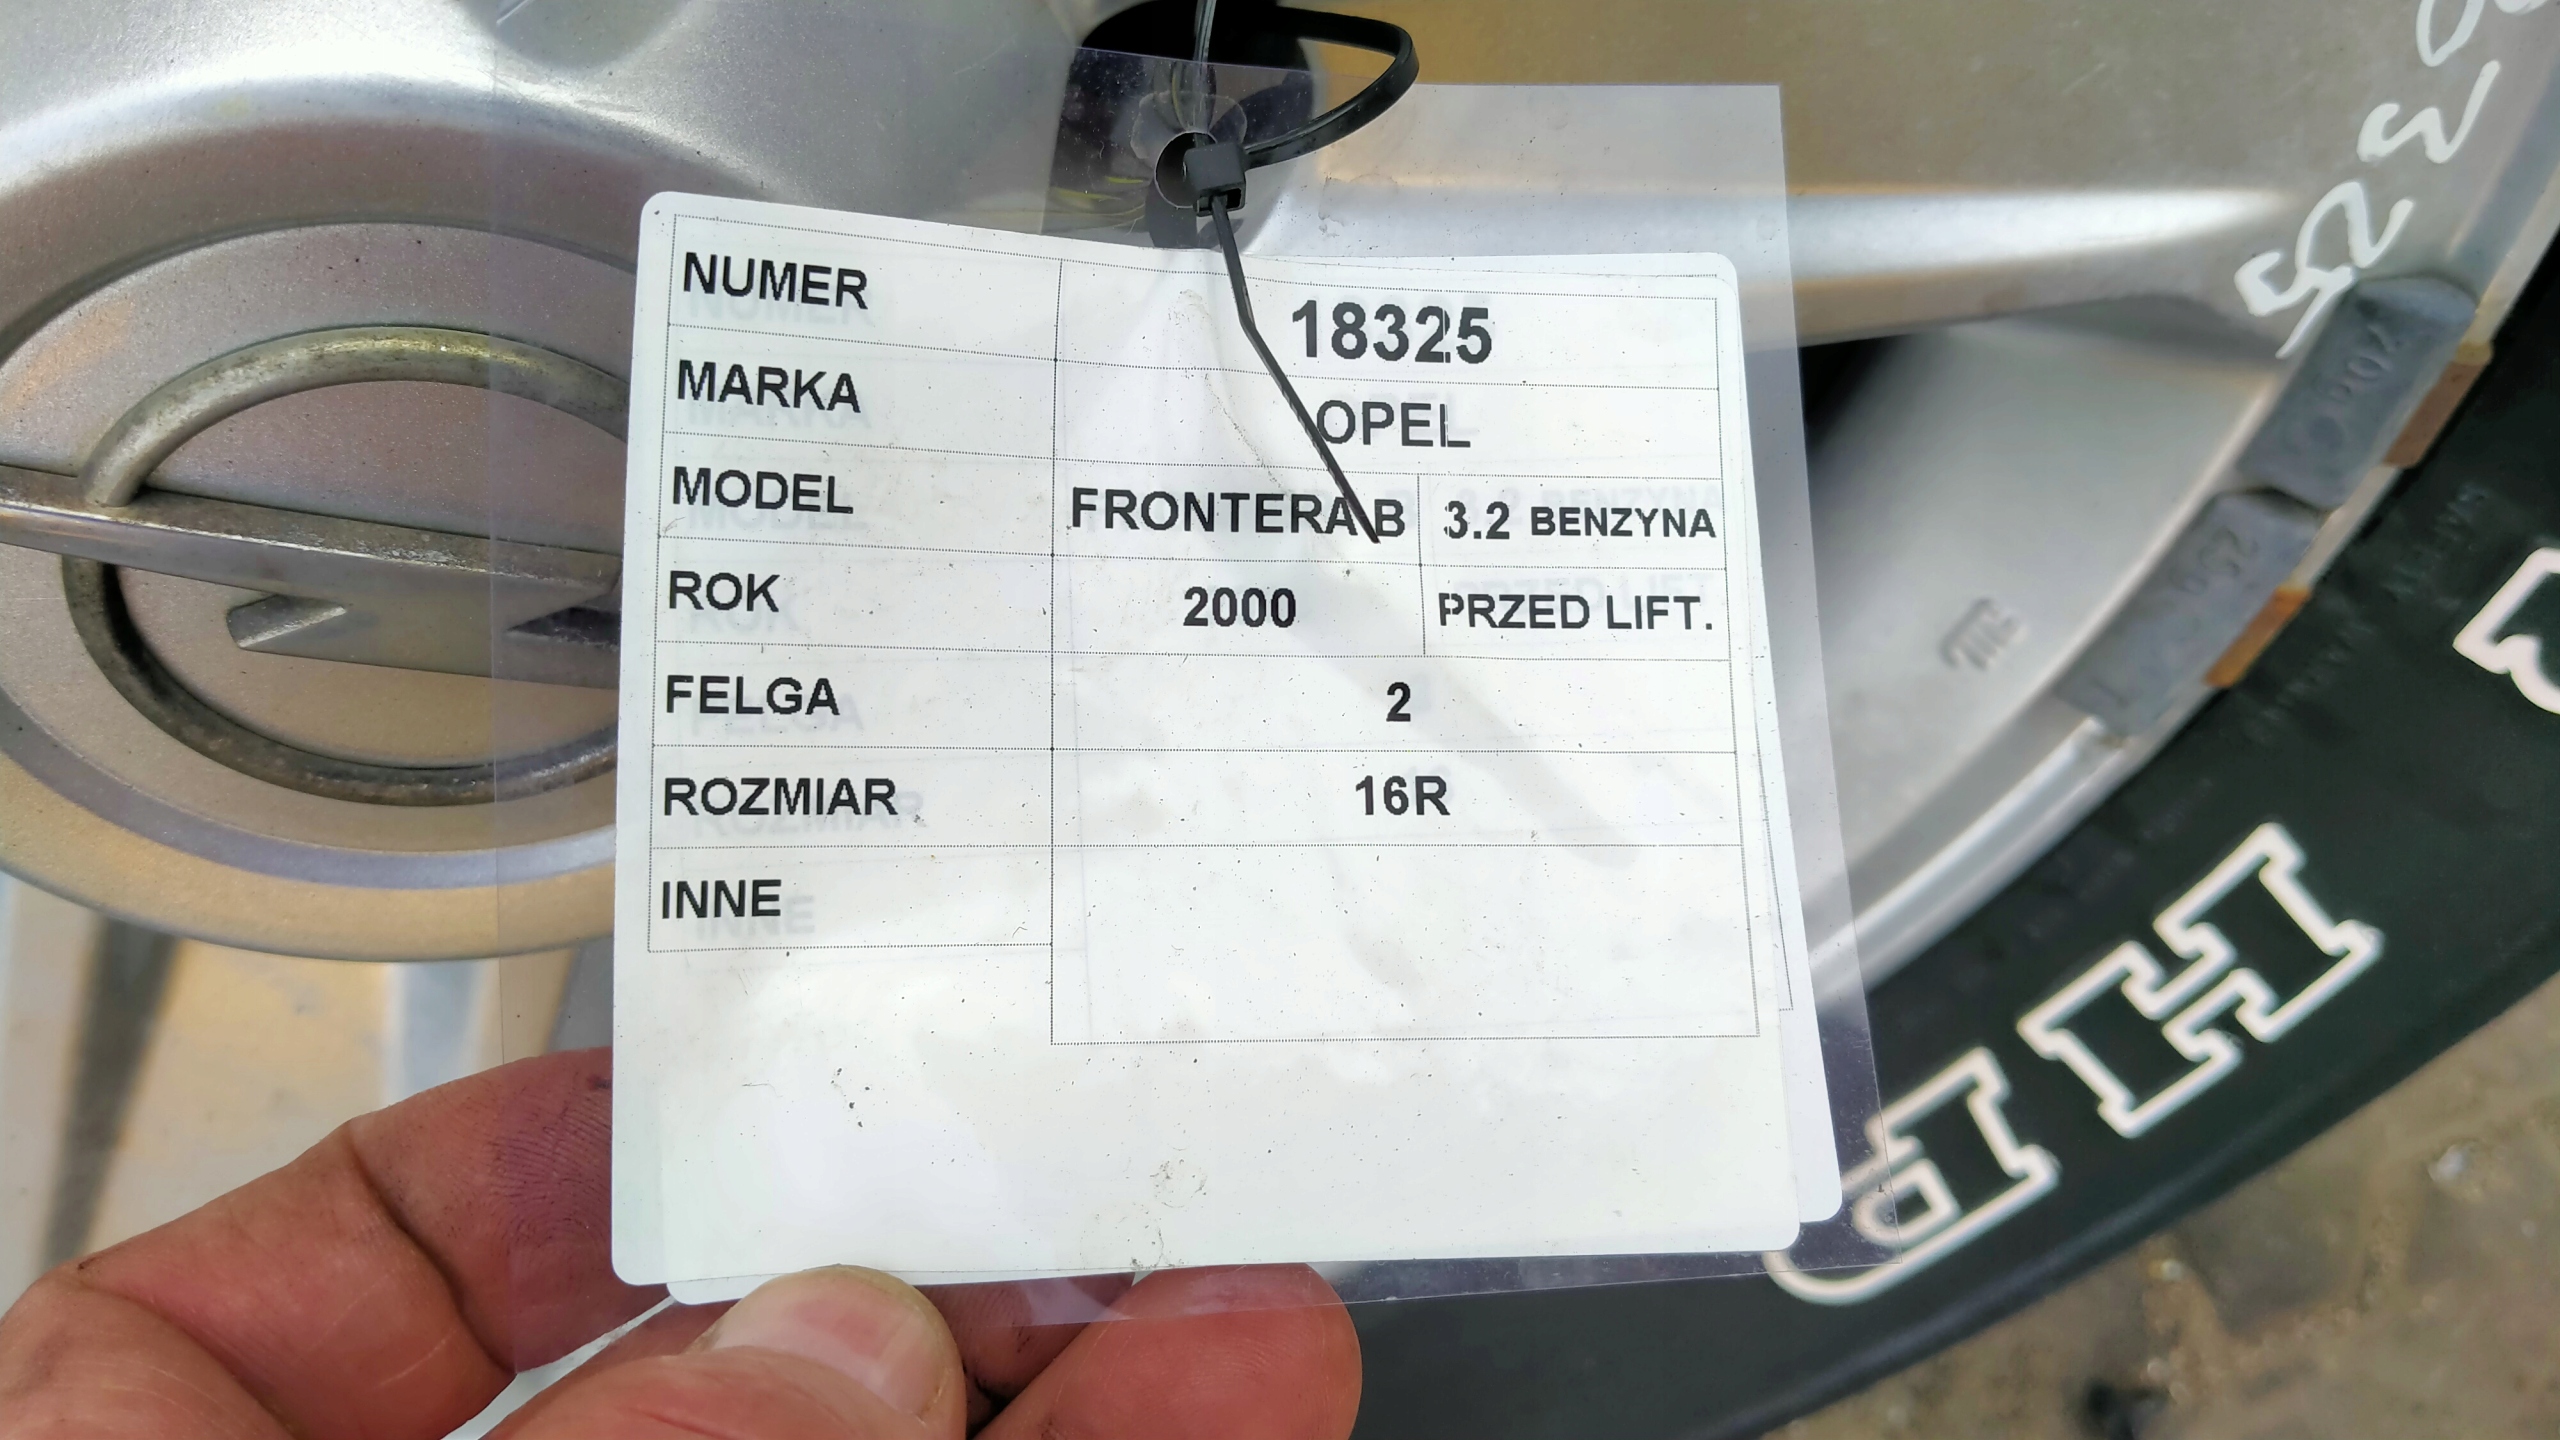 NUMER 18325
MARKA OPEL
MODEL FRONTERA B 3.2 BENZYNA
ROK 2000 PRZED LIFT.
FELGA 2
ROZMIAR 16R
INNE